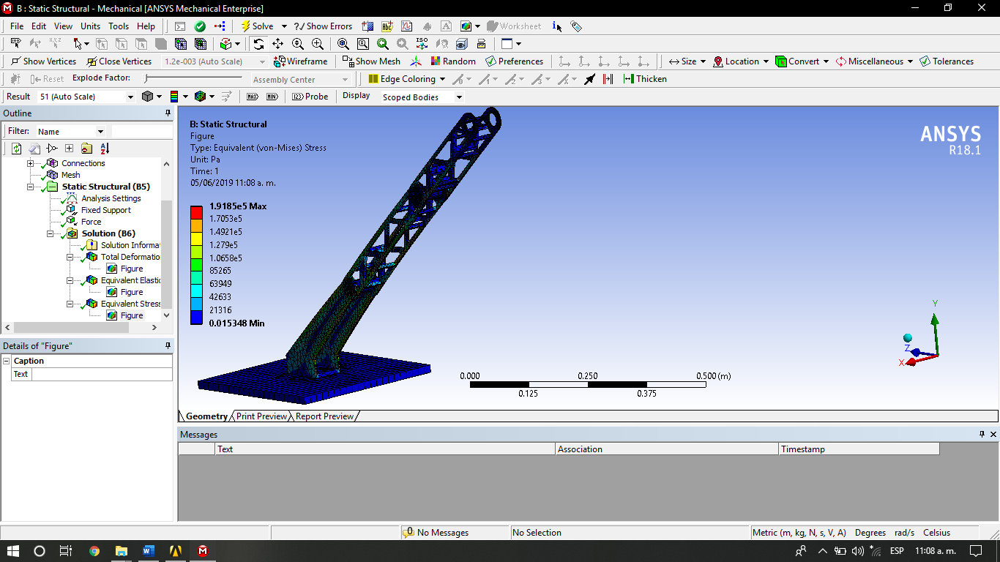 B : Static Structural - Mechanical [ANSYS Mechanical Enterprise]
File Edit View Units Tools Help Solve ?/ Show Errors Worksheet
Show Vertices Close Vertices 1.2e-003 (Auto Scale) Wireframe Show Mesh Random Preferences Size Location Convert Miscellaneous Tolerances
Reset Explode Factor: Assembly Center Edge Coloring Thicken
Result 51 (Auto Scale) MAX MIN Probe Display Scoped Bodies
Outline
Filter: Name
Connections
Mesh
Static Structural (B5)
Analysis Settings
Fixed Support
Force
Solution (B6)
Solution Informa
Total Deformatio
Figure
Equivalent Elastic
Figure
Equivalent Stress
Figure
Details of "Figure"
Caption
Text
B: Static Structural
Figure
Type: Equivalent (von-Mises) Stress
Unit: Pa
Time: 1
05/06/2019 11:08 a. m.
1.9185e5 Max
1.7053e5
1.4921e5
1.279e5
1.0658e5
85265
63949
42633
21316
0.015348 Min
ANSYS
R18.1
Y
Z
X
0.000 0.250 0.500 (m)
0.125 0.375
Geometry Print Preview Report Preview
Messages
Text Association Timestamp
0 No Messages No Selection Metric (m, kg, N, s, V, A) Degrees rad/s Celsius
ESP 11:08 a. m.